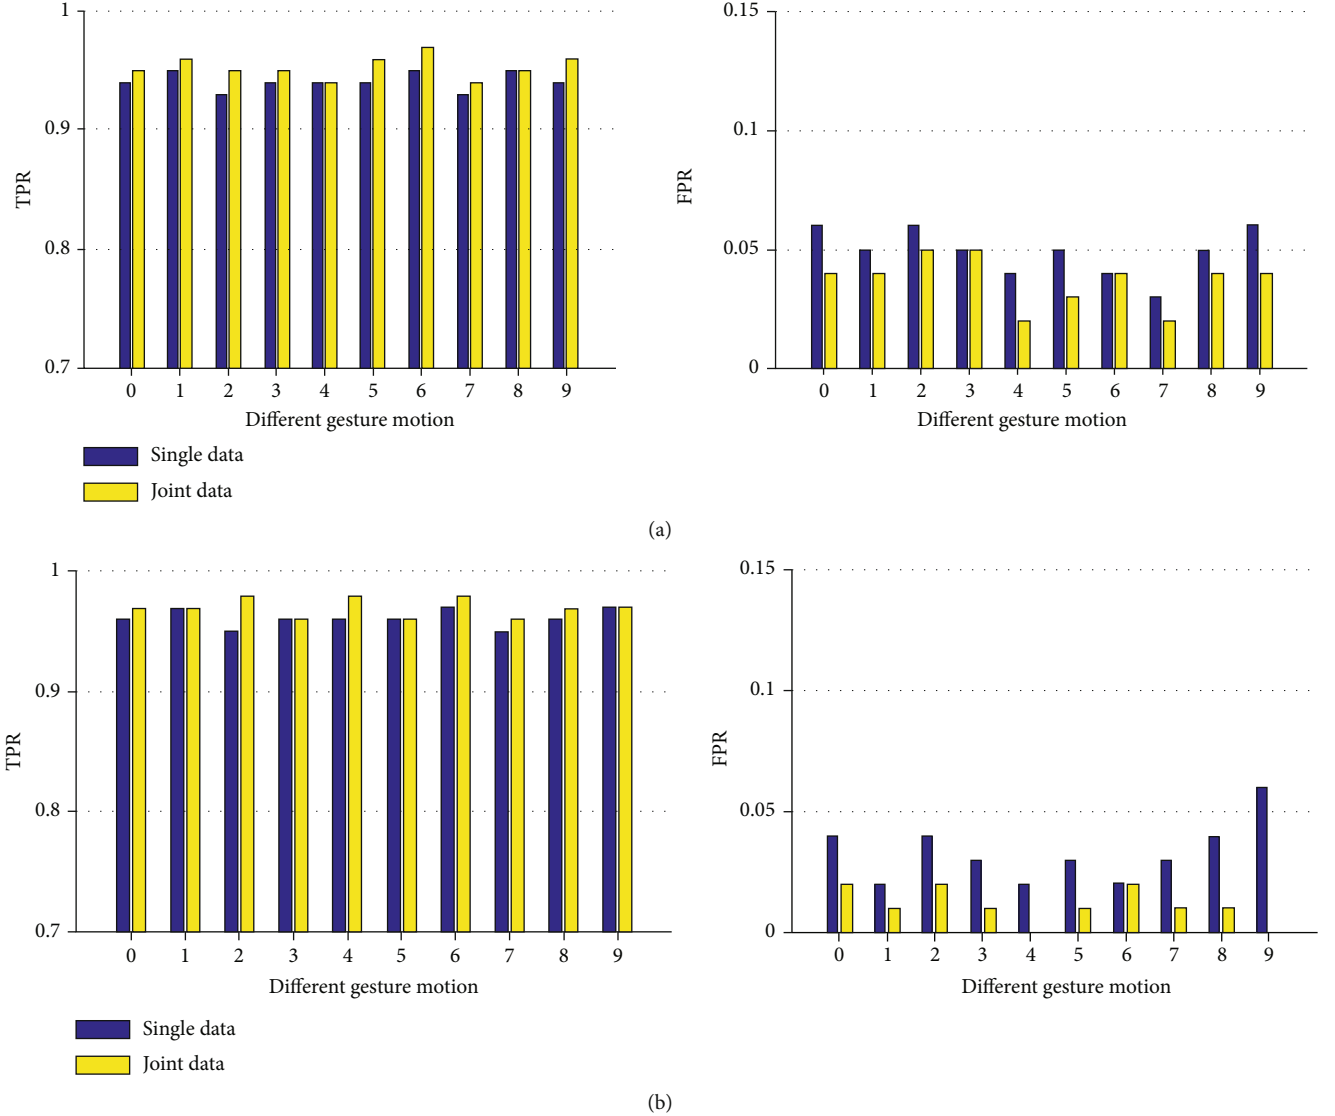 1
0.9
0.8
0.7
TPR
0 1 2 3 4 5 6 7 8 9
Different gesture motion
Single data
Joint data
0.15
0.1
0.05
0
FPR
0 1 2 3 4 5 6 7 8 9
Different gesture motion
(a)
1
0.9
0.8
0.7
TPR
0 1 2 3 4 5 6 7 8 9
Different gesture motion
Single data
Joint data
0.15
0.1
0.05
0
FPR
0 1 2 3 4 5 6 7 8 9
Different gesture motion
(b)